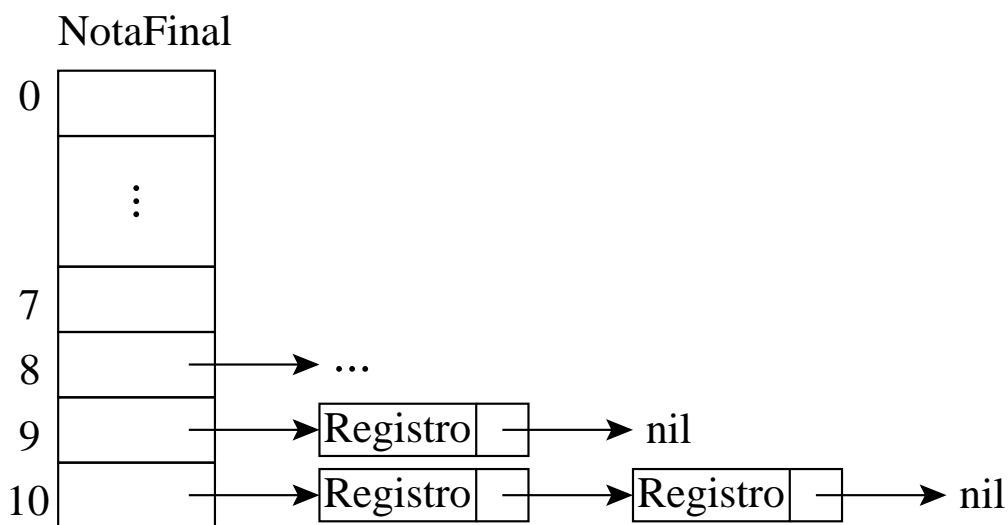 NotaFinal
0
⋮
7
8 ...
9 Registro nil
10 Registro Registro nil